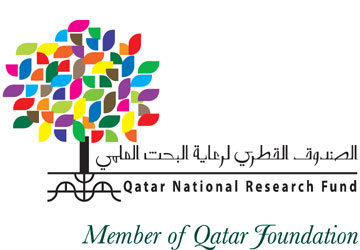 الصندوق القطري لرعاية البحث العلمي
Qatar National Research Fund
Member of Qatar Foundation